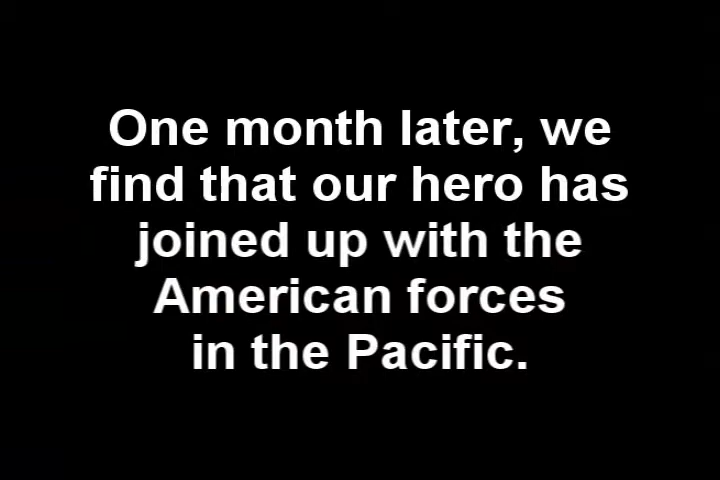 One month later, we
find that our hero has
joined up with the
American forces
in the Pacific.